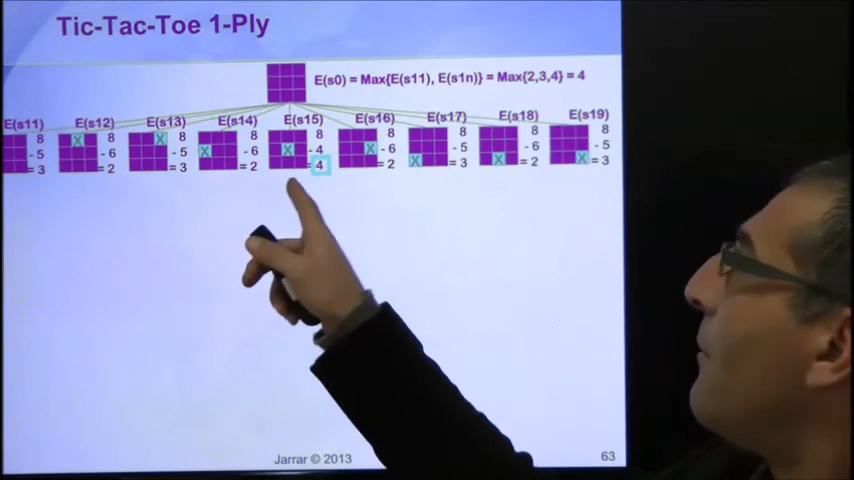 Tic-Tac-Toe 1-Ply
E(s0) = Max{E(s11), E(s1n)} = Max{2,3,4} = 4
E(s11) E(s12) E(s13) E(s14) E(s15) E(s16) E(s17) E(s18) E(s19)
8 X 8 X 8 8 8 8 8 8 8
- 5 - 6 - 5 X - 6 X - 4 X - 6 - 5 - 6 - 5
= 3 = 2 = 3 = 2 = 4 = 2 X = 3 X = 2 X = 3
Jarrar © 2013
63